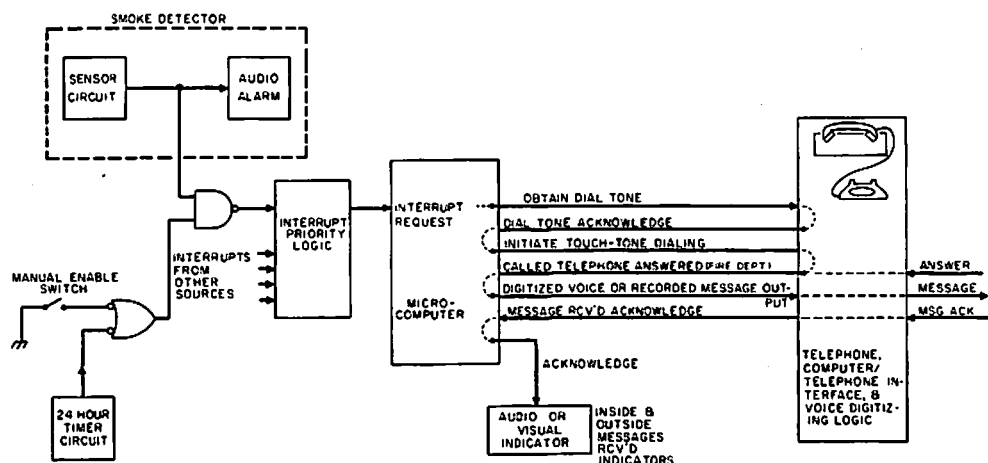 SMOKE DETECTOR
SENSOR
CIRCUIT
AUDIO
ALARM
INTERRUPT
PRIORITY
LOGIC
INTERRUPTS
FROM
OTHER
SOURCES
MANUAL ENABLE
SWITCH
24 HOUR
TIMER
CIRCUIT
INTERRUPT
REQUEST
MICRO-
COMPUTER
OBTAIN DIAL TONE
DIAL TONE ACKNOWLEDGE
INITIATE TOUCH-TONE DIALING
CALLED TELEPHONE ANSWERED (FIRE DEPT)
DIGITIZED VOICE OR RECORDED MESSAGE OUT-
PUT
MESSAGE RCV'D ACKNOWLEDGE
ANSWER
MESSAGE
MSG ACK
ACKNOWLEDGE
AUDIO OR
VISUAL
INDICATOR
INSIDE &
OUTSIDE
MESSAGES
RCV'D
INDICATORS
TELEPHONE,
COMPUTER/
TELEPHONE IN-
TERFACE, &
VOICE DIGITIZ-
ING LOGIC